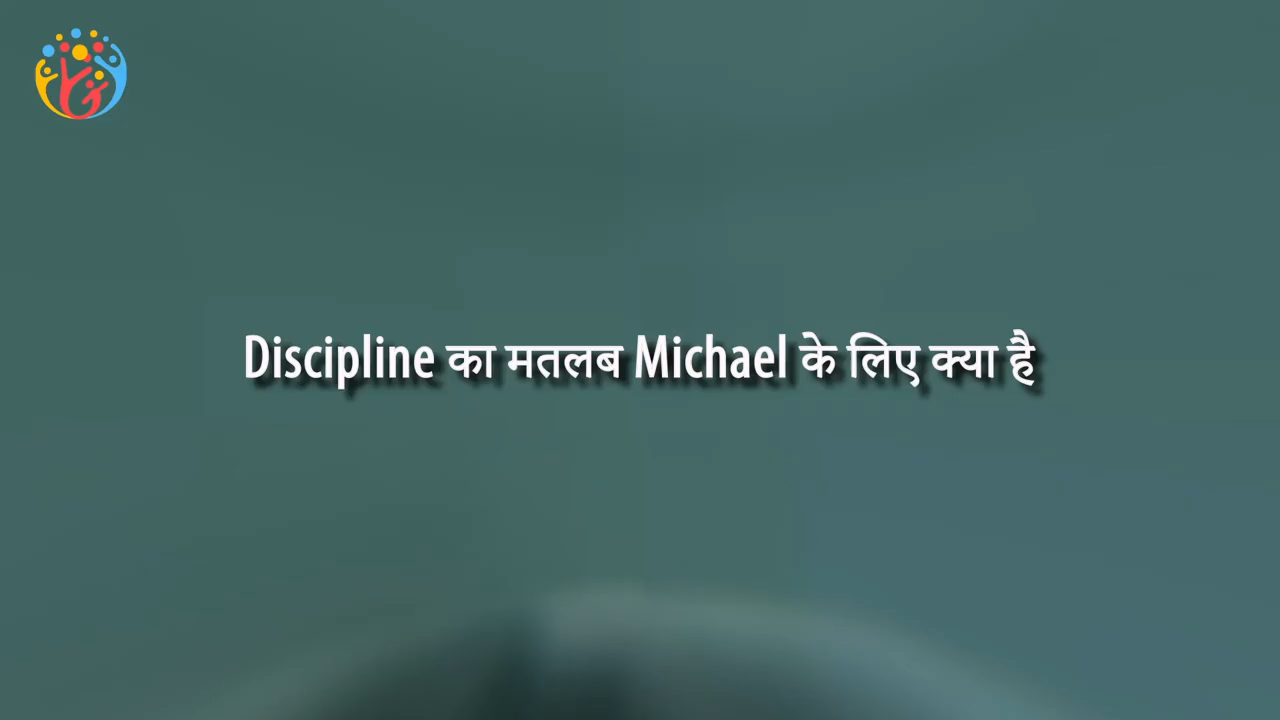 Discipline का मतलब Michael के लिए क्या है